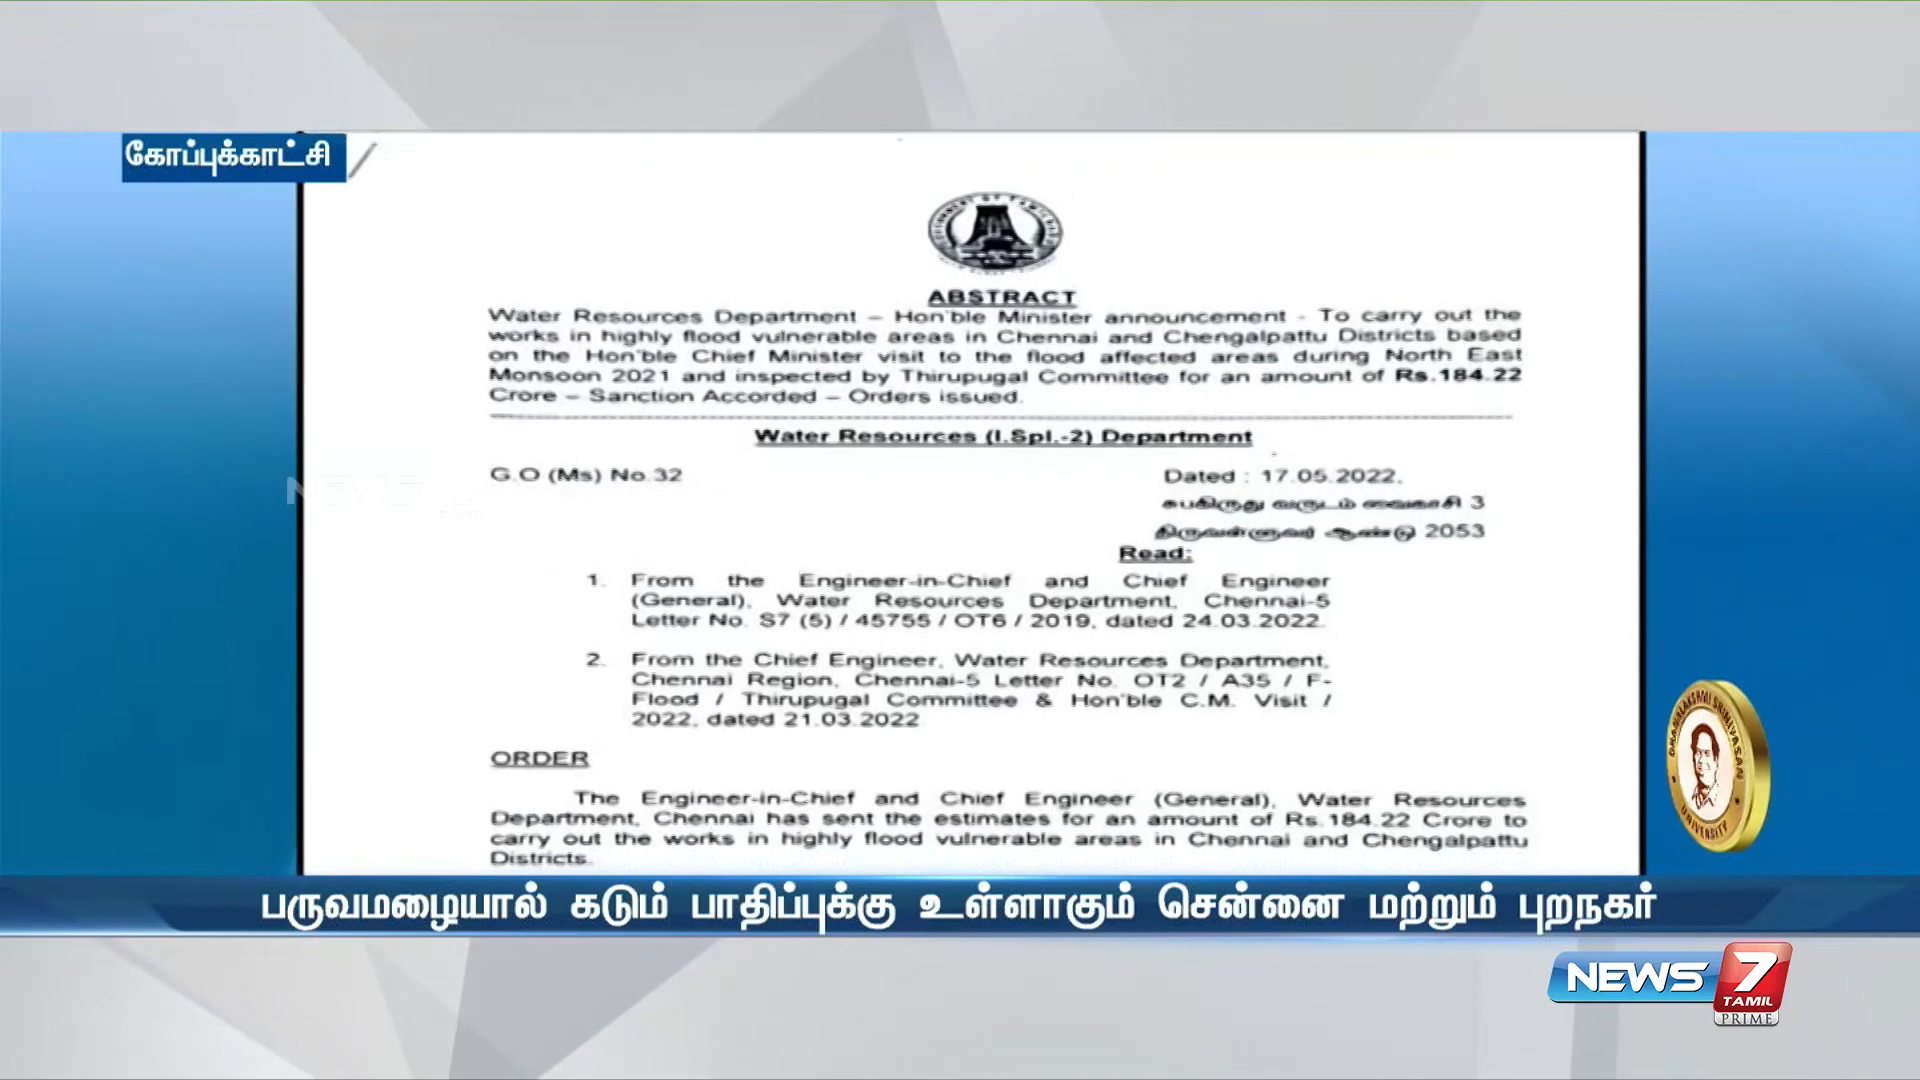 கோப்புக்காட்சி
ABSTRACT
Water Resources Department – Hon'ble Minister announcement - To carry out the
works in highly flood vulnerable areas in Chennai and Chengalpattu Districts based
on the Hon'ble Chief Minister visit to the flood affected areas during North East
Monsoon 2021 and inspected by Thirupugal Committee for an amount of Rs.184.22
Crore – Sanction Accorded – Orders issued.
Water Resources (I.Spl.-2) Department
G.O (Ms) No.32
Dated : 17.05.2022,
சுபகிருது வருடம் வைகாசி 3
திருவள்ளுவர் ஆண்டு 2053
Read:
1. From the Engineer-in-Chief and Chief Engineer
(General), Water Resources Department, Chennai-5
Letter No. S7 (5) / 45755 / OT6 / 2019, dated 24.03.2022.
2. From the Chief Engineer, Water Resources Department,
Chennai Region, Chennai-5 Letter No. OT2 / A35 / F-
Flood / Thirupugal Committee & Hon'ble C.M. Visit /
2022, dated 21.03.2022
ORDER
The Engineer-in-Chief and Chief Engineer (General), Water Resources
Department, Chennai has sent the estimates for an amount of Rs.184.22 Crore to
carry out the works in highly flood vulnerable areas in Chennai and Chengalpattu
Districts.
DHANALAKSHMI SRINIVASAN
UNIVERSITY
பருவமழையால் கடும் பாதிப்புக்கு உள்ளாகும் சென்னை மற்றும் புறநகர்
NEWS 7
TAMIL
PRIME